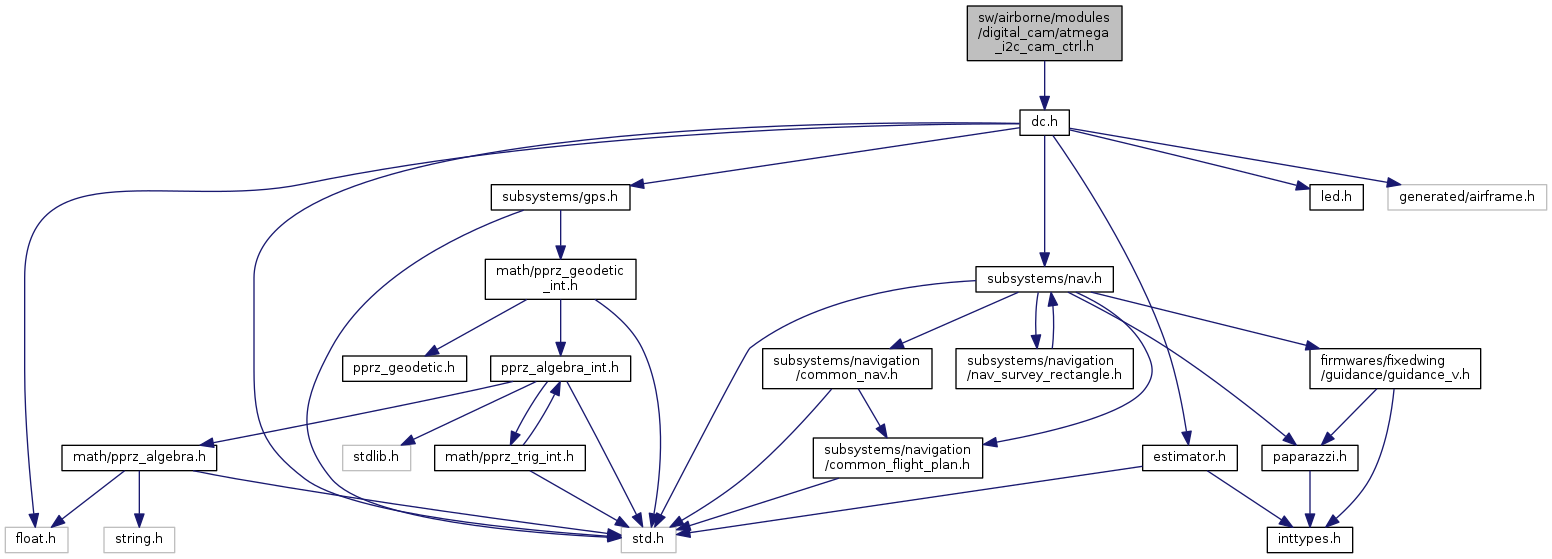 sw/airborne/modules
/digital_cam/atmega
_i2c_cam_ctrl.h
dc.h
subsystems/gps.h
led.h
generated/airframe.h
math/pprz_geodetic
_int.h
subsystems/nav.h
pprz_geodetic.h
pprz_algebra_int.h
subsystems/navigation
/common_nav.h
subsystems/navigation
/nav_survey_rectangle.h
firmwares/fixedwing
/guidance/guidance_v.h
math/pprz_algebra.h
stdlib.h
math/pprz_trig_int.h
subsystems/navigation
/common_flight_plan.h
estimator.h
paparazzi.h
float.h
string.h
std.h
inttypes.h